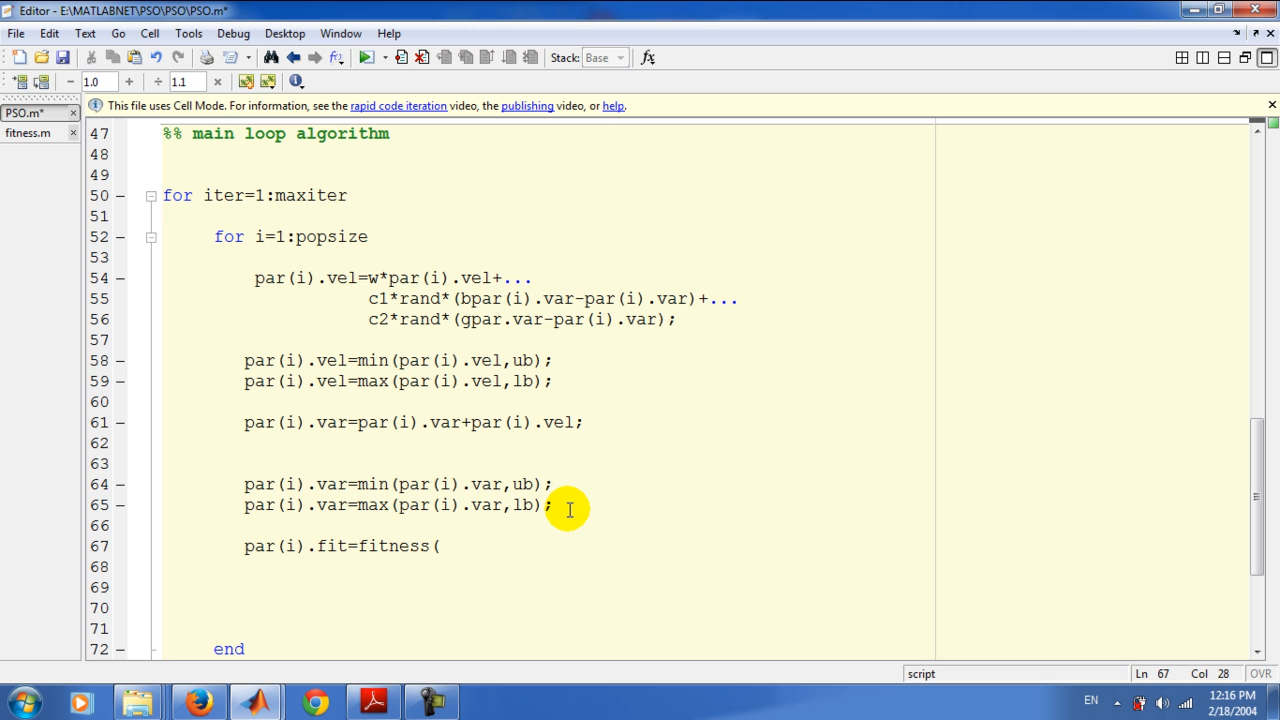 Editor - E:\MATLABNET\PSO\PSO\PSO.m*
File Edit Text Go Cell Tools Debug Desktop Window Help
Stack: Base fx
1.0 + ÷ 1.1 ×
PSO.m* ×
fitness.m ×
This file uses Cell Mode. For information, see the rapid code iteration video, the publishing video, or help.
47 %% main loop algorithm
48
49
50 – for iter=1:maxiter
51
52 – for i=1:popsize
53
54 – par(i).vel=w*par(i).vel+...
55 c1*rand*(bpar(i).var-par(i).var)+...
56 – c2*rand*(gpar.var-par(i).var);
57
58 – par(i).vel=min(par(i).vel,ub);
59 – par(i).vel=max(par(i).vel,lb);
60
61 – par(i).var=par(i).var+par(i).vel;
62
63
64 – par(i).var=min(par(i).var,ub);
65 – par(i).var=max(par(i).var,lb);
66
67 par(i).fit=fitness(
68
69
70
71
72 – end
script Ln 67 Col 28 OVR
EN 12:16 PM
2/18/2004